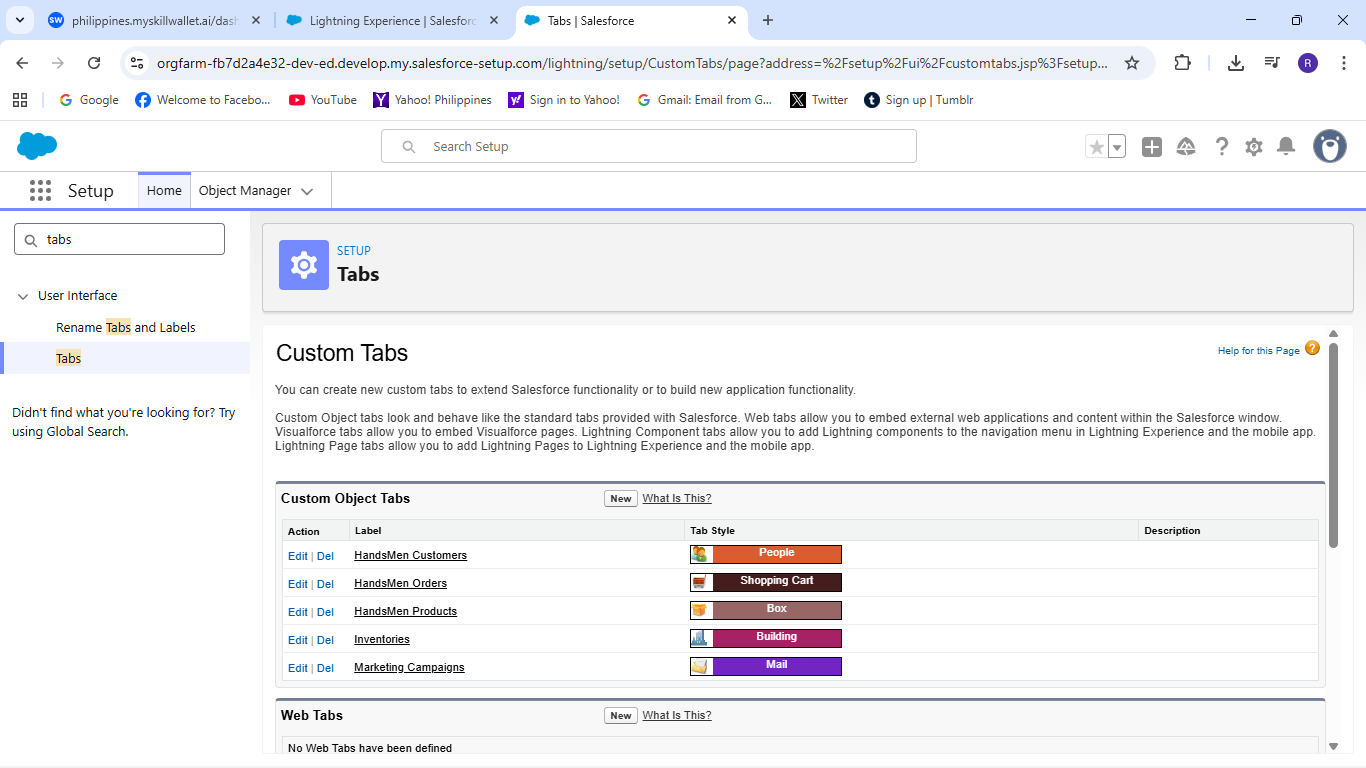 SW philippines.myskillwallet.ai/dash
Lightning Experience | Salesforc
Tabs | Salesforce
orgfarm-fb7d2a4e32-dev-ed.develop.my.salesforce-setup.com/lightning/setup/CustomTabs/page?address=%2Fsetup%2Fui%2Fcustomtabs.jsp%3Fsetup...
R
Google
Welcome to Facebo...
YouTube
Yahoo! Philippines
Sign in to Yahoo!
Gmail: Email from G...
Twitter
Sign up | Tumblr
Search Setup
Setup
Home
Object Manager
tabs
User Interface
Rename Tabs and Labels
Tabs
Didn't find what you're looking for? Try
using Global Search.
SETUP
Tabs
Custom Tabs
Help for this Page ?
You can create new custom tabs to extend Salesforce functionality or to build new application functionality.
Custom Object tabs look and behave like the standard tabs provided with Salesforce. Web tabs allow you to embed external web applications and content within the Salesforce window.
Visualforce tabs allow you to embed Visualforce pages. Lightning Component tabs allow you to add Lightning components to the navigation menu in Lightning Experience and the mobile app.
Lightning Page tabs allow you to add Lightning Pages to Lightning Experience and the mobile app.
Custom Object Tabs New What Is This?
Action Label Tab Style Description
Edit | Del HandsMen Customers People
Edit | Del HandsMen Orders Shopping Cart
Edit | Del HandsMen Products Box
Edit | Del Inventories Building
Edit | Del Marketing Campaigns Mail
Web Tabs New What Is This?
No Web Tabs have been defined